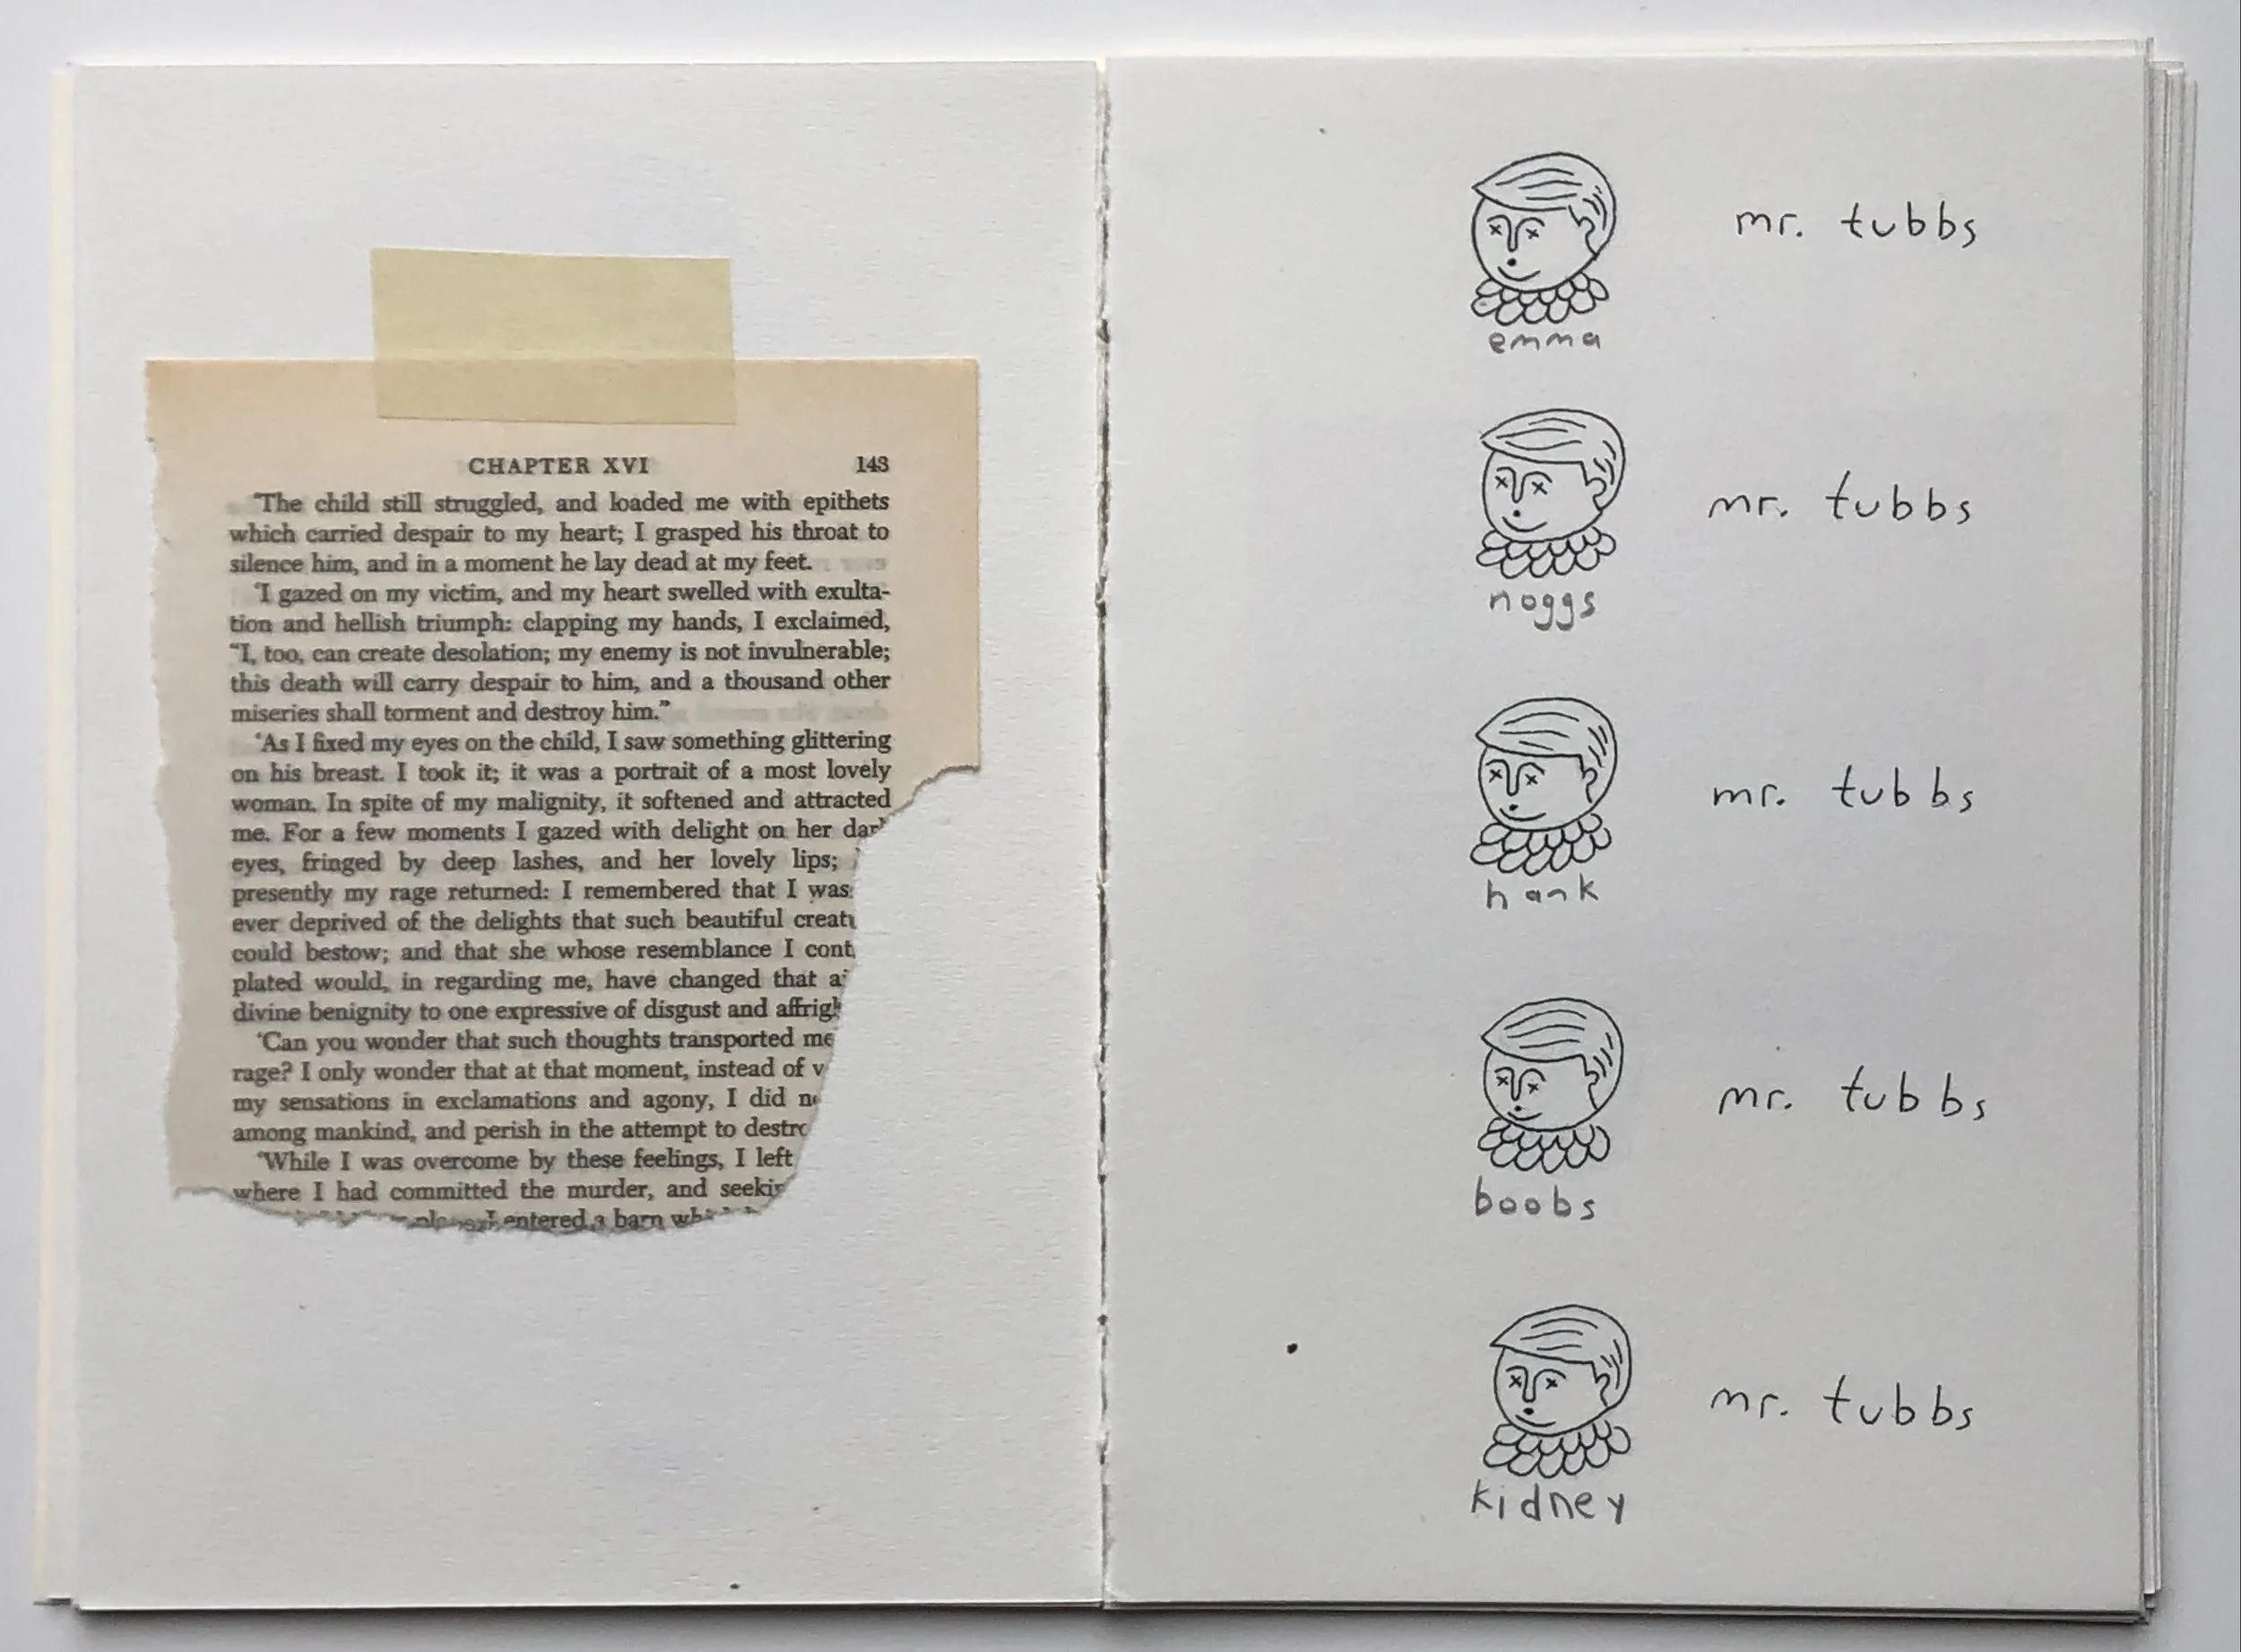 CHAPTER XVI 143
‘The child still struggled, and loaded me with epithets
which carried despair to my heart; I grasped his throat to
silence him, and in a moment he lay dead at my feet.
‘I gazed on my victim, and my heart swelled with exulta-
tion and hellish triumph: clapping my hands, I exclaimed,
“I, too, can create desolation; my enemy is not invulnerable;
this death will carry despair to him, and a thousand other
miseries shall torment and destroy him.”
‘As I fixed my eyes on the child, I saw something glittering
on his breast. I took it; it was a portrait of a most lovely
woman. In spite of my malignity, it softened and attracted
me. For a few moments I gazed with delight on her
eyes, fringed by deep lashes, and her lovely lips;
presently my rage returned: I remembered that I was
ever deprived of the delights that such beautiful
could bestow; and that she whose resemblance I
plated would, in regarding me, have changed that
divine benignity to one expressive of disgust and
‘Can you wonder that such thoughts transported me
rage? I only wonder that at that moment, instead of
my sensations in exclamations and agony, I did
among mankind, and perish in the attempt to
‘While I was overcome by these feelings, I left
where I had committed the murder, and
I entered a barn
mr. tubbs
emma
mr. tubbs
noggs
mr. tubbs
hank
mr. tubbs
boobs
mr. tubbs
kidney